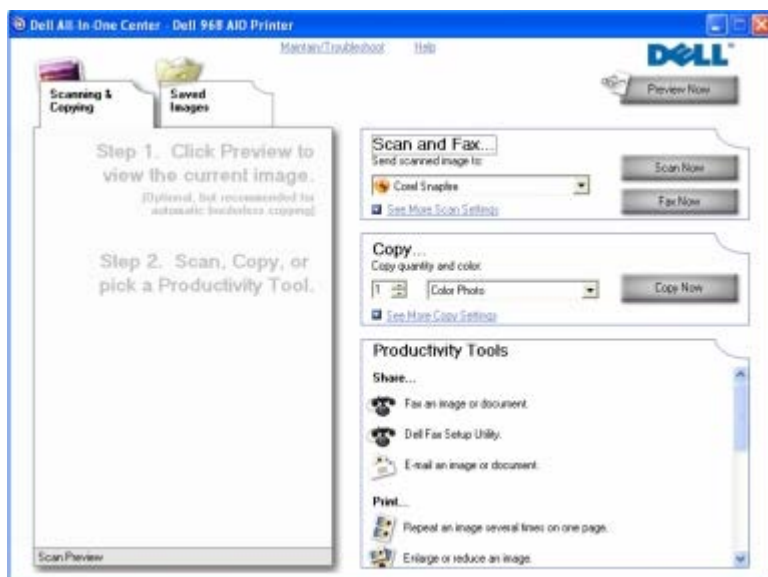 Dell All-In-One Center - Dell 968 AIO Printer
Maintain/Troubleshoot Help
DELL
Preview Now
Scanning &
Copying
Saved
Images
Step 1. Click Preview to
view the current image.
(Optional, but recommended for
automatic borderless copying)
Step 2. Scan, Copy, or
pick a Productivity Tool.
Scan Preview
Scan and Fax...
Send scanned image to:
Corel Snapfire
See More Scan Settings
Scan Now
Fax Now
Copy...
Copy quantity and color:
1 Color Photo
See More Copy Settings
Copy Now
Productivity Tools
Share...
Fax an image or document.
Dell Fax Setup Utility.
E-mail an image or document.
Print...
Repeat an image several times on one page.
Enlarge or reduce an image.